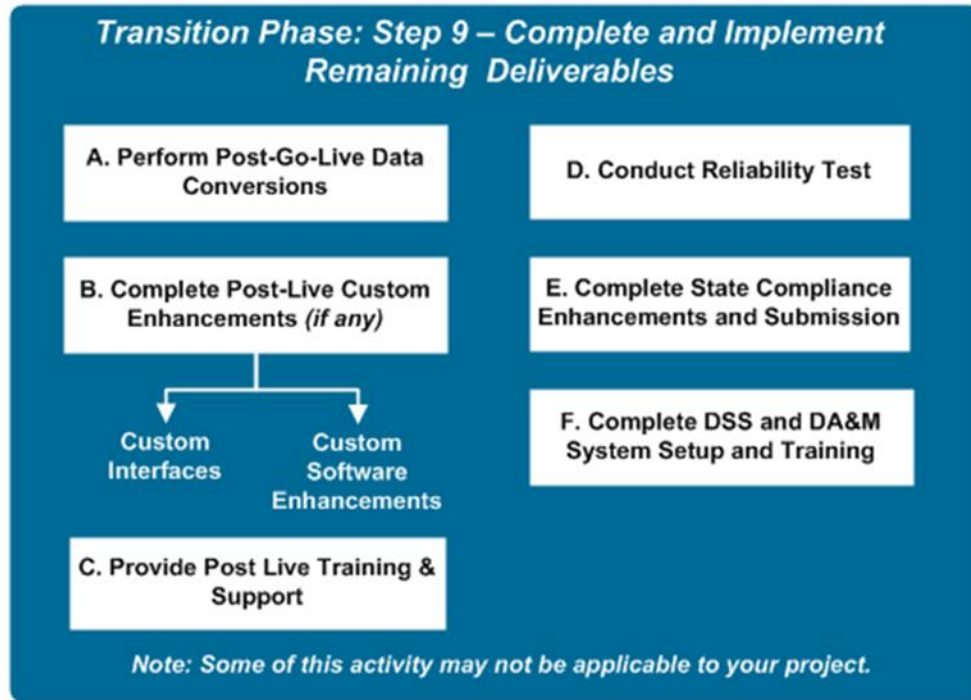 Transition Phase: Step 9 – Complete and Implement
Remaining Deliverables
A. Perform Post-Go-Live Data
Conversions
B. Complete Post-Live Custom
Enhancements (if any)
Custom
Interfaces
Custom
Software
Enhancements
C. Provide Post Live Training &
Support
D. Conduct Reliability Test
E. Complete State Compliance
Enhancements and Submission
F. Complete DSS and DA&M
System Setup and Training
Note: Some of this activity may not be applicable to your project.